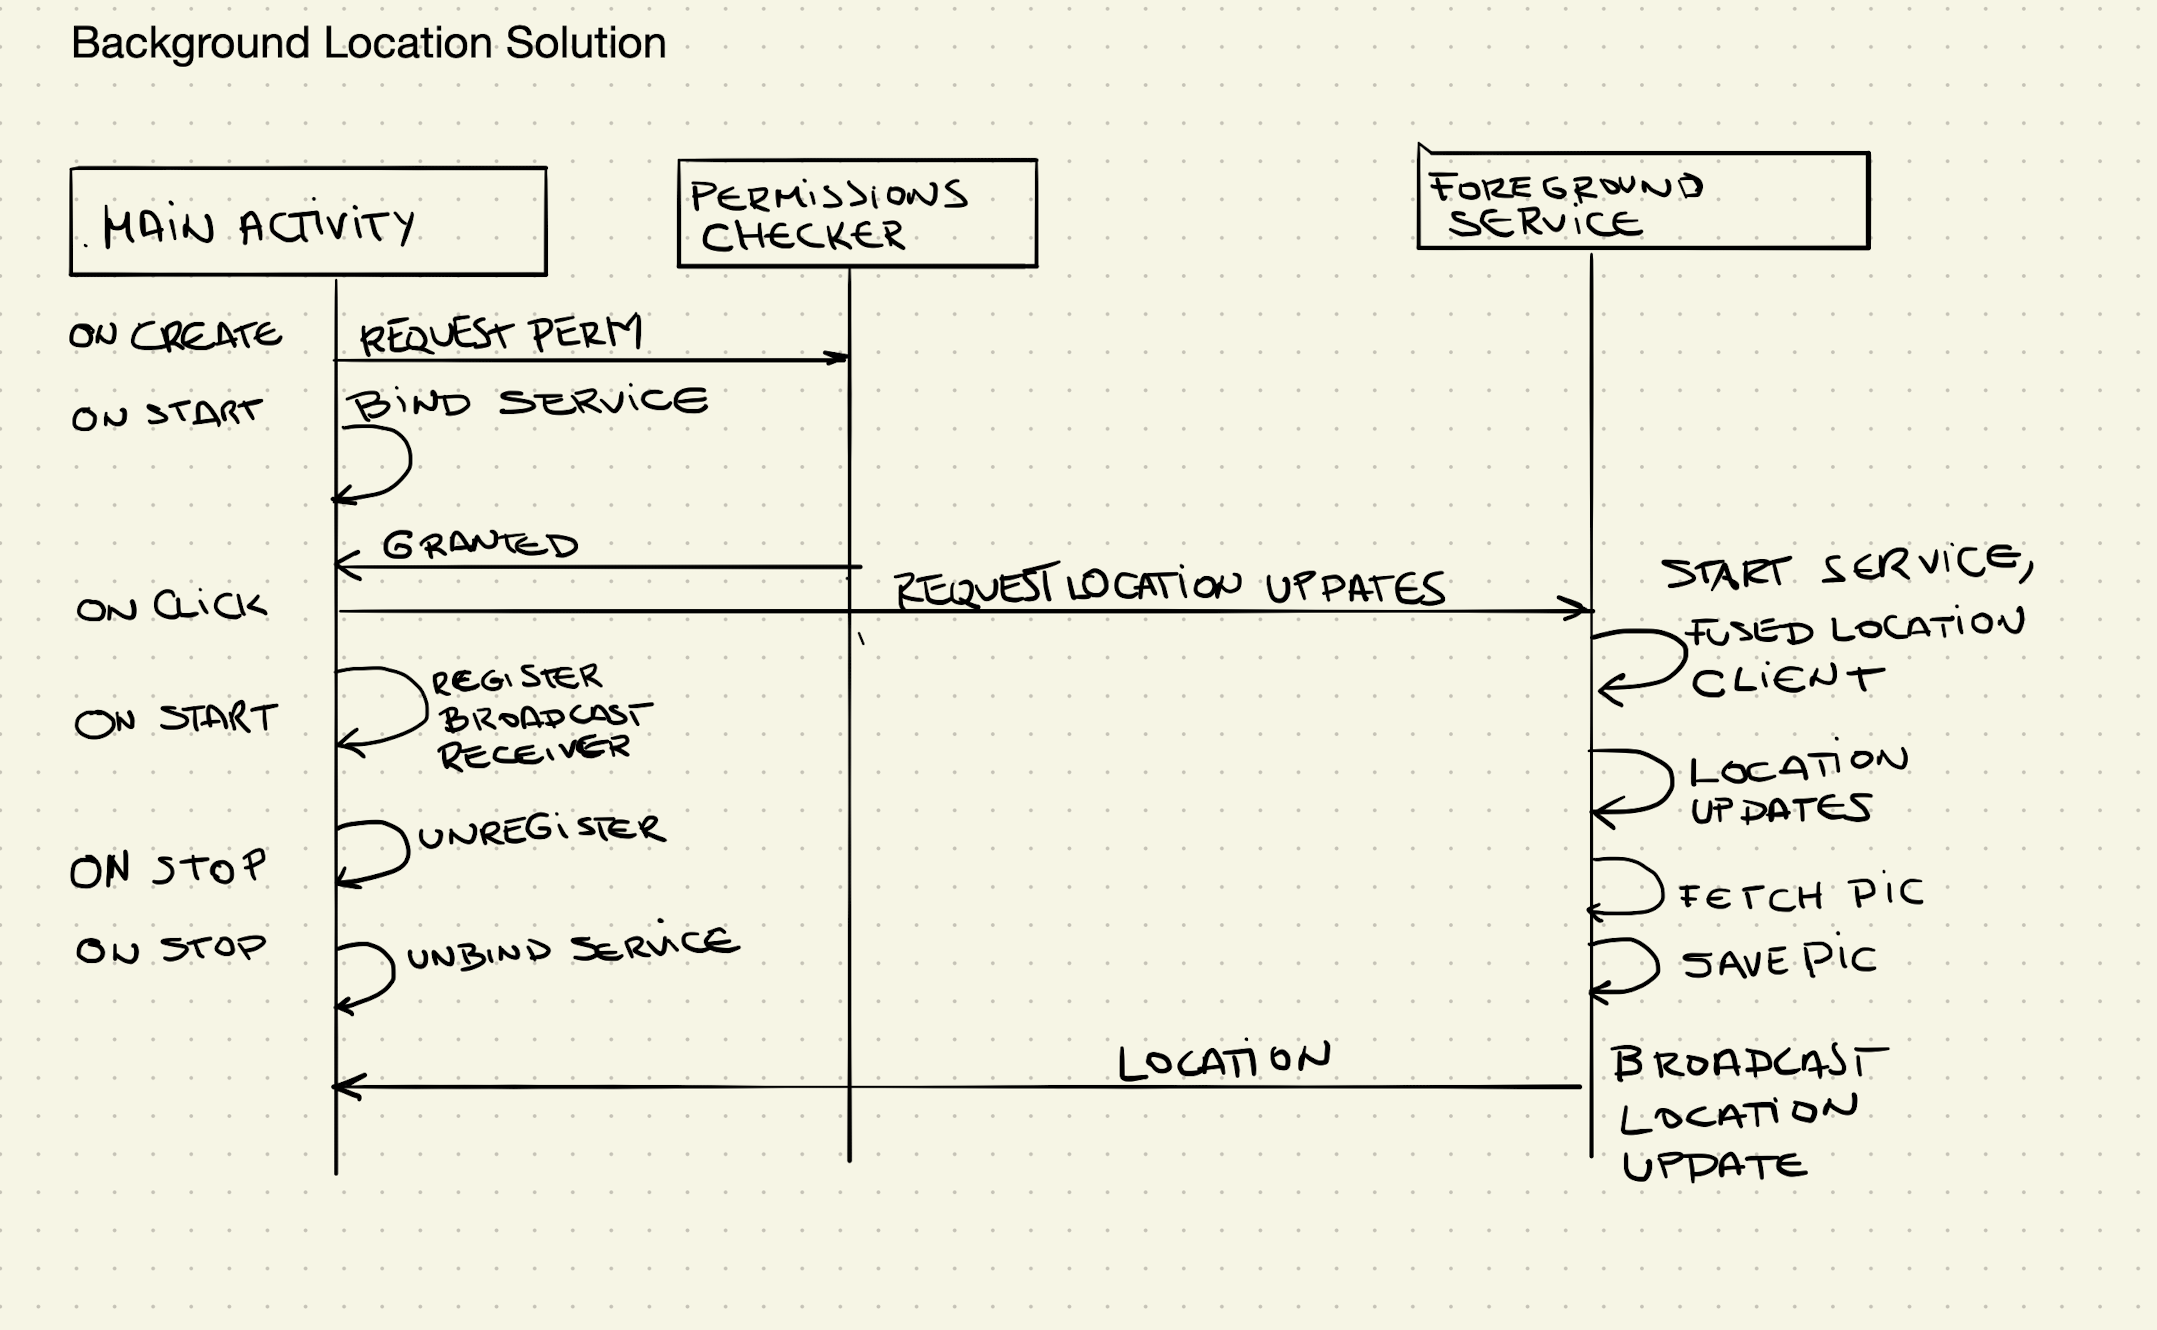 Background Location Solution
MAIN ACTIVITY
PERMISSIONS
CHECKER
FOREGROUND
SERVICE
ON CREATE
REQUEST PERM
ON START
BIND SERVICE
GRANTED
ON CLICK
REQUEST LOCATION UPDATES
START SERVICE,
FUSED LOCATION
CLIENT
ON START
REGISTER
BROADCAST
RECEIVER
LOCATION
UPDATES
ON STOP
UNREGISTER
FETCH PIC
ON STOP
UNBIND SERVICE
SAVE PIC
LOCATION
BROADCAST
LOCATION
UPDATE